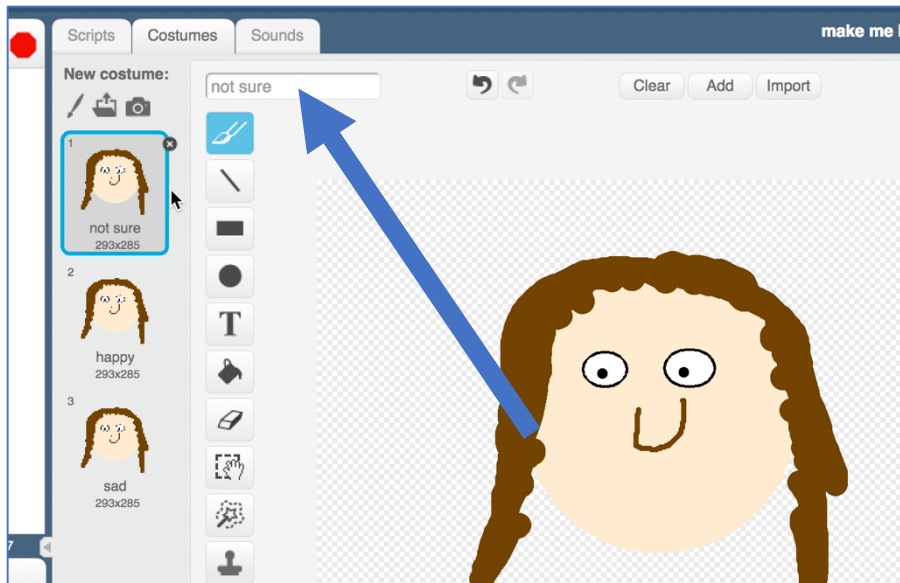 Scripts Costumes Sounds
make me
New costume:
not sure
Clear Add Import
1
not sure
293x285
2
happy
293x285
3
sad
293x285
T
7